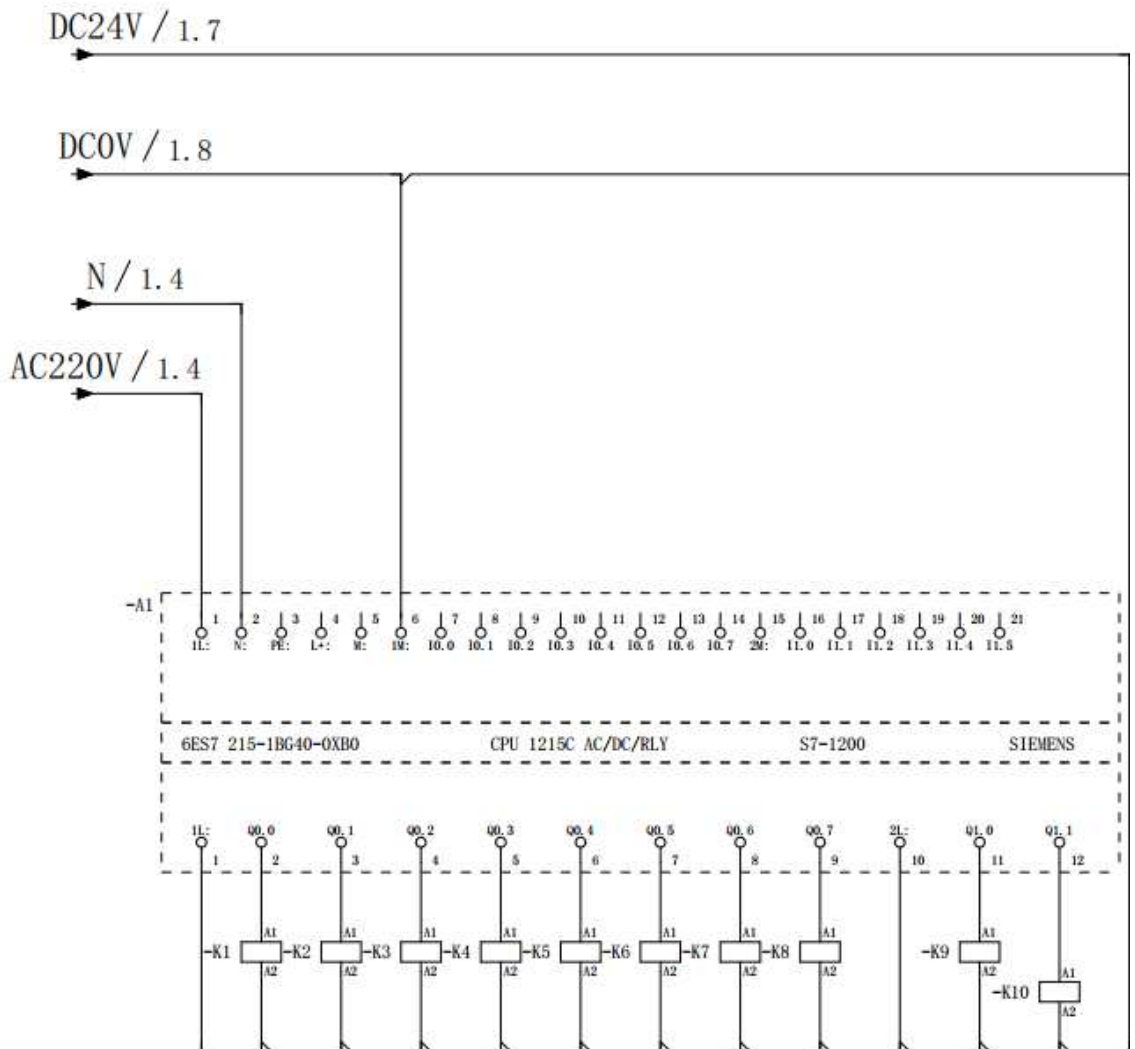 DC24V / 1.7
DC0V / 1.8
N / 1.4
AC220V / 1.4
-A1
1 2 3 4 5 6 7 8 9 10 11 12 13 14 15 16 17 18 19 20 21
1L: N: PE: L+: M: 1M: I0.0 I0.1 I0.2 I0.3 I0.4 I0.5 I0.6 I0.7 2M: I1.0 I1.1 I1.2 I1.3 I1.4 I1.5
6ES7 215-1BG40-0XB0 CPU 1215C AC/DC/RLY S7-1200 SIEMENS
1L: Q0.0 Q0.1 Q0.2 Q0.3 Q0.4 Q0.5 Q0.6 Q0.7 2L: Q1.0 Q1.1
1 2 3 4 5 6 7 8 9 10 11 12
A1 A1 A1 A1 A1 A1 A1 A1 A1
-K1 -K2 -K3 -K4 -K5 -K6 -K7 -K8 -K9
A2 A2 A2 A2 A2 A2 A2 A2 A2
A1
-K10
A2